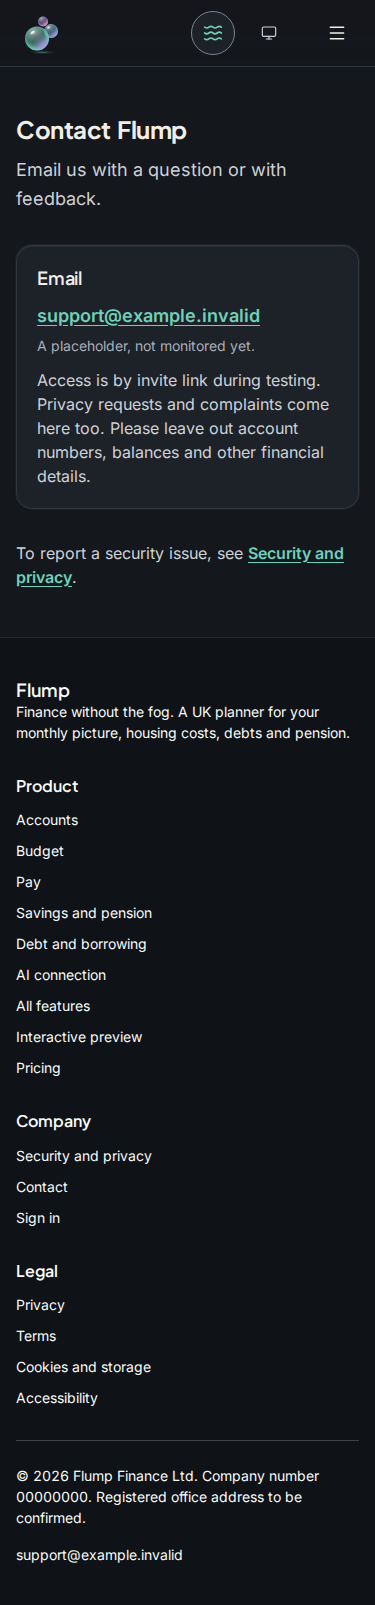 Contact Flump
Email us with a question or with
feedback.
Email
support@example.invalid
A placeholder, not monitored yet.
Access is by invite link during testing.
Privacy requests and complaints come
here too. Please leave out account
numbers, balances and other financial
details.
To report a security issue, see Security and
privacy.
Flump
Finance without the fog. A UK planner for your
monthly picture, housing costs, debts and pension.
Product
Accounts
Budget
Pay
Savings and pension
Debt and borrowing
AI connection
All features
Interactive preview
Pricing
Company
Security and privacy
Contact
Sign in
Legal
Privacy
Terms
Cookies and storage
Accessibility
© 2026 Flump Finance Ltd. Company number
00000000. Registered office address to be
confirmed.
support@example.invalid